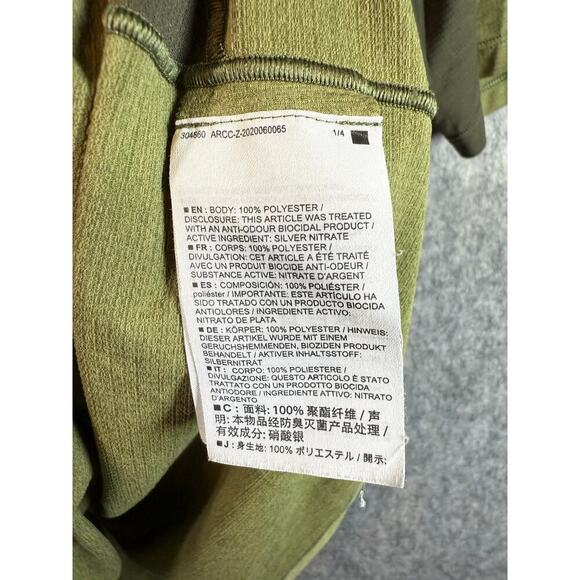 304860 ARCC-Z-2020060065 1/4
EN : BODY: 100% POLYESTER /
DISCLOSURE: THIS ARTICLE WAS TREATED
WITH AN ANTI-ODOUR BIOCIDAL PRODUCT /
ACTIVE INGREDIENT: SILVER NITRATE
FR : CORPS: 100% POLYESTER /
DIVULGATION: CET ARTICLE A ÉTÉ TRAITÉ
AVEC UN PRODUIT BIOCIDE ANTI-ODEUR /
SUBSTANCE ACTIVE: NITRATE D'ARGENT
ES : COMPOSICIÓN: 100% POLIÉSTER /
poliéster / IMPORTANTE: ESTE ARTÍCULO HA
SIDO TRATADO CON UN PRODUCTO BIOCIDA
ANTIOLORES / INGREDIENTE ACTIVO:
NITRATO DE PLATA
DE : KÖRPER: 100% POLYESTER / HINWEIS:
DIESER ARTIKEL WURDE MIT EINEM
GERUCHSHEMMENDEN, BIOZIDEN PRODUKT
BEHANDELT / AKTIVER INHALTSSTOFF:
SILBERNITRAT
IT : CORPO: 100% POLIESTERE /
DIVULGAZIONE: QUESTO ARTICOLO È STATO
TRATTATO CON UN PRODOTTO BIOCIDA
ANTIODORE / INGREDIENTE ATTIVO: NITRATO
D'ARGENTO
C : 面料: 100% 聚酯纤维 / 声
明: 本物品经防臭灭菌产品处理 /
有效成分: 硝酸银
J : 身生地: 100% ポリエステル / 開示: